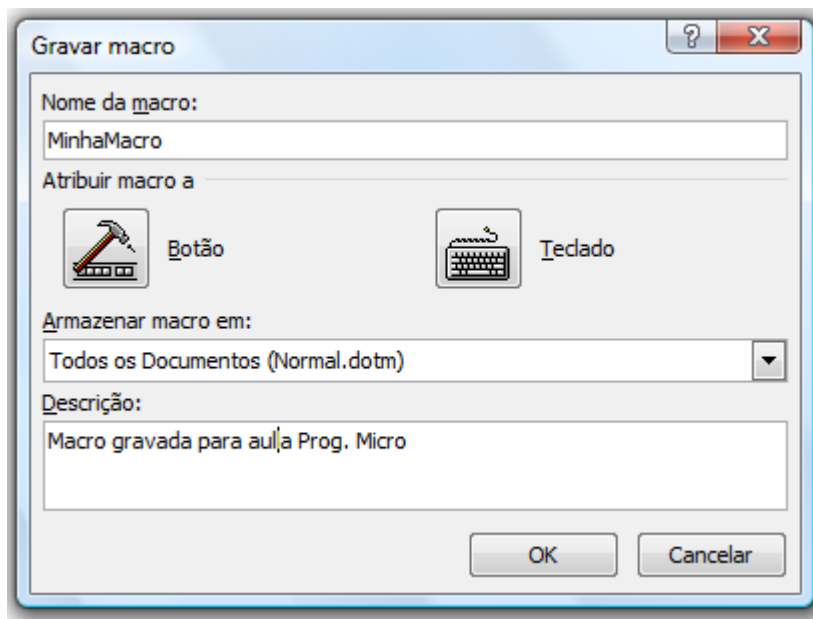 Gravar macro
Nome da macro:
MinhaMacro
Atribuir macro a
Botão
Teclado
Armazenar macro em:
Todos os Documentos (Normal.dotm)
Descrição:
Macro gravada para aula Prog. Micro
OK
Cancelar